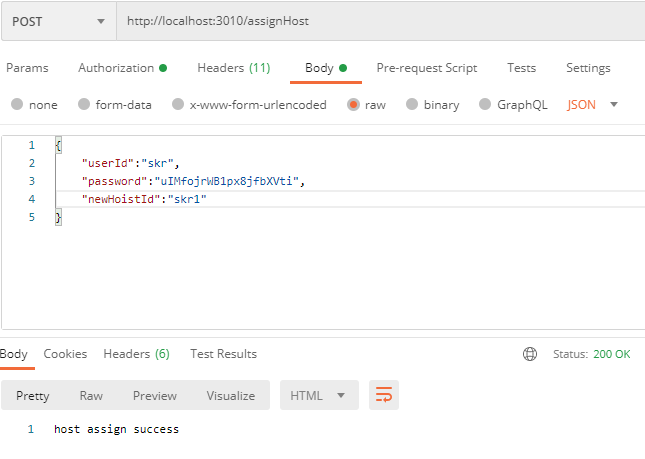 POST http://localhost:3010/assignHost
Params Authorization Headers (11) Body Pre-request Script Tests Settings
none form-data x-www-form-urlencoded raw binary GraphQL JSON
1 {
2 "userId":"skr",
3 "password":"uIMfojrWB1px8jfbXVti",
4 "newHoistId":"skr1"
5 }
Body Cookies Headers (6) Test Results Status: 200 OK
Pretty Raw Preview Visualize HTML
1 host assign success